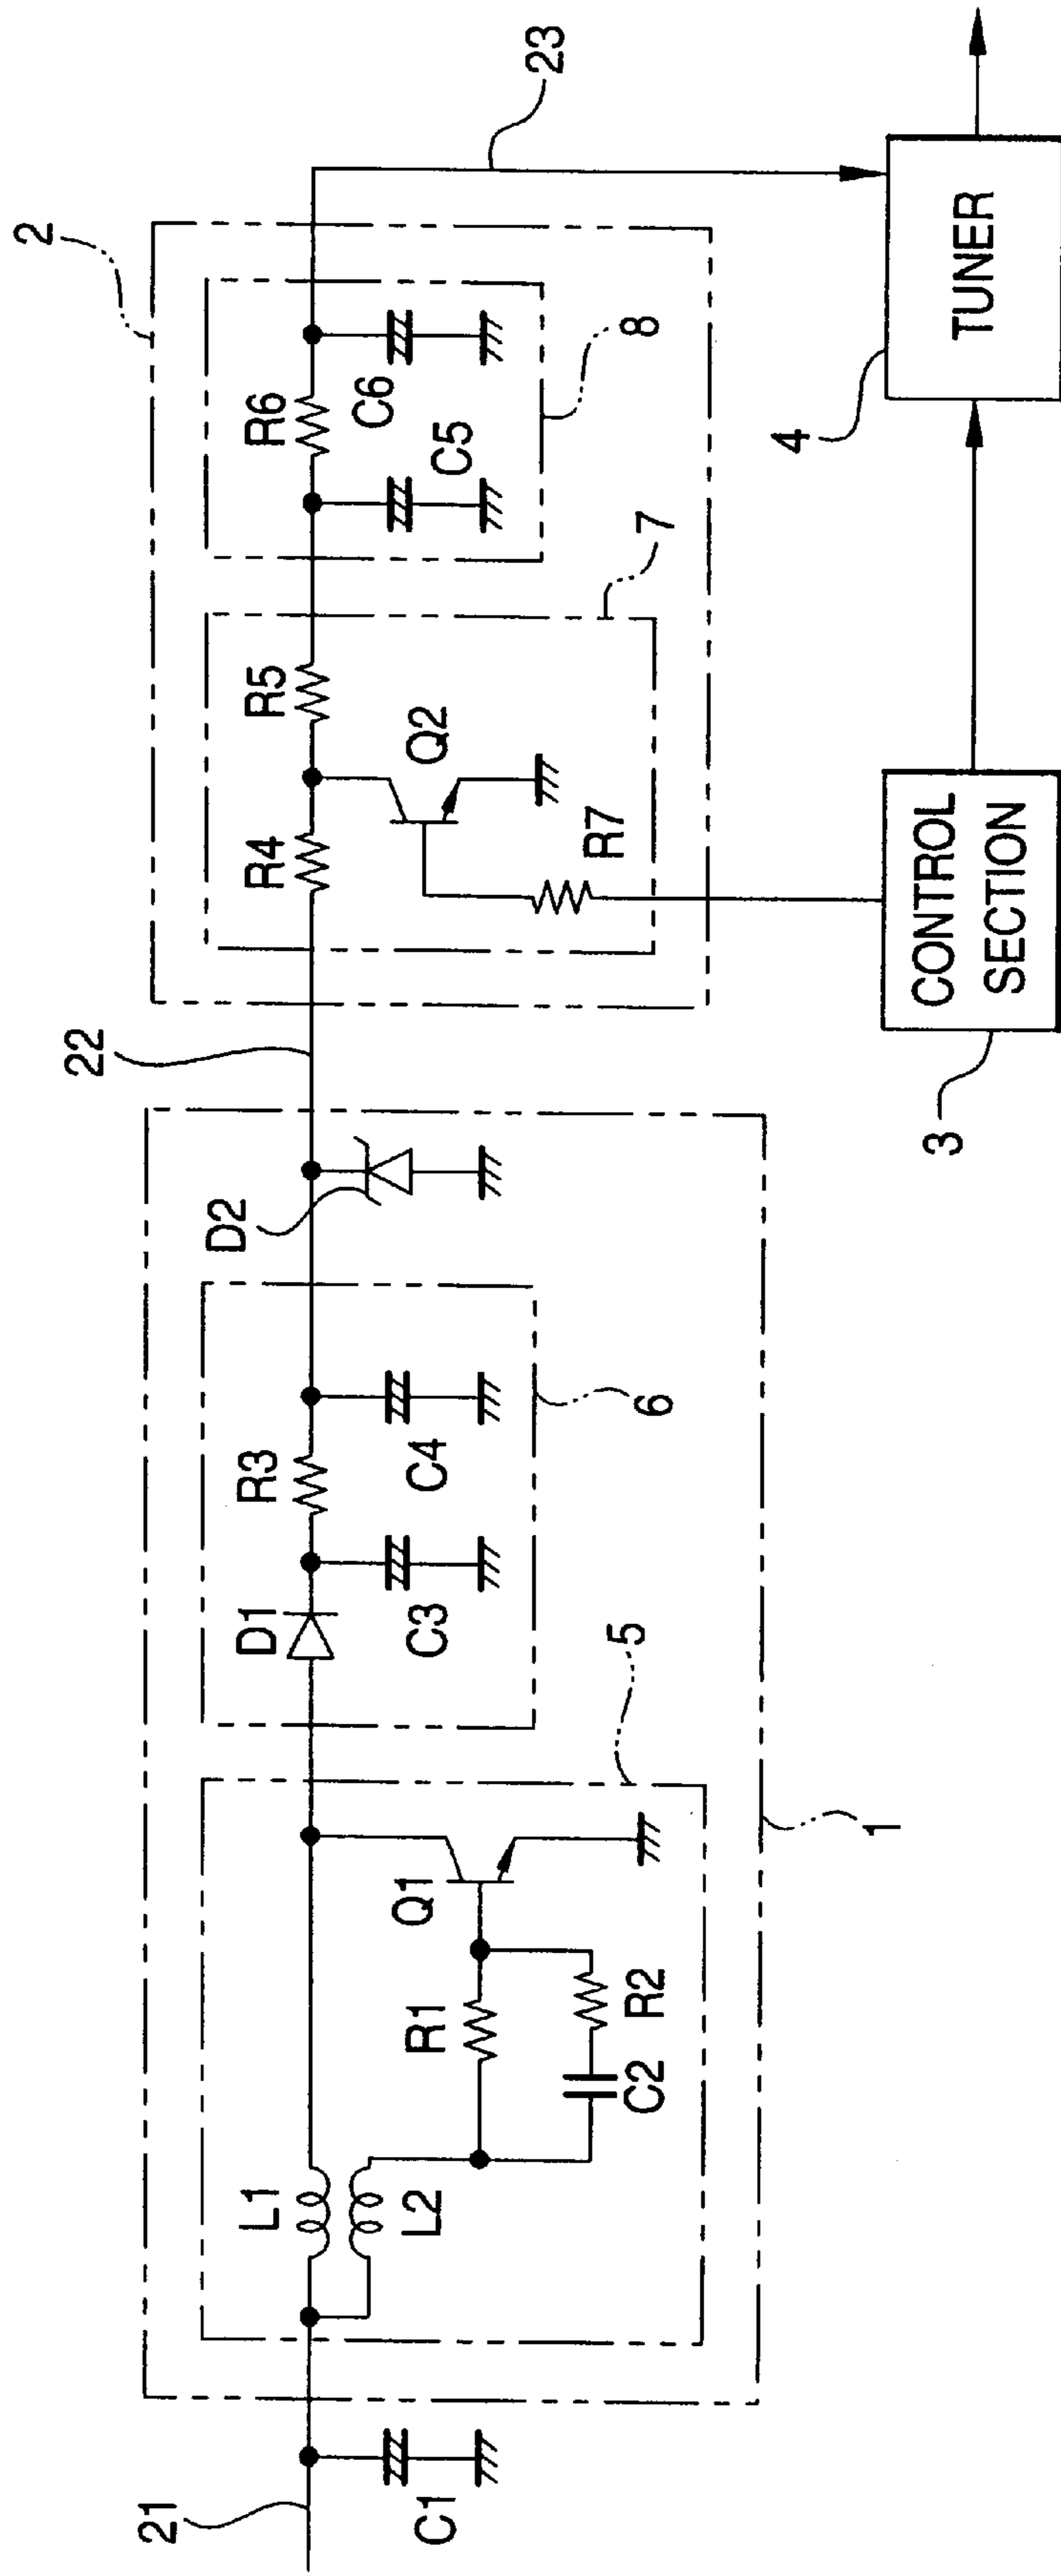 2
23
22
R6
C6
C5
8
R4
R5
Q2
R7
7
D2
D1
R3
C3
C4
6
L1
L2
R1
C2
R2
Q1
5
1
21
C1
CONTROL
SECTION
3
TUNER
4